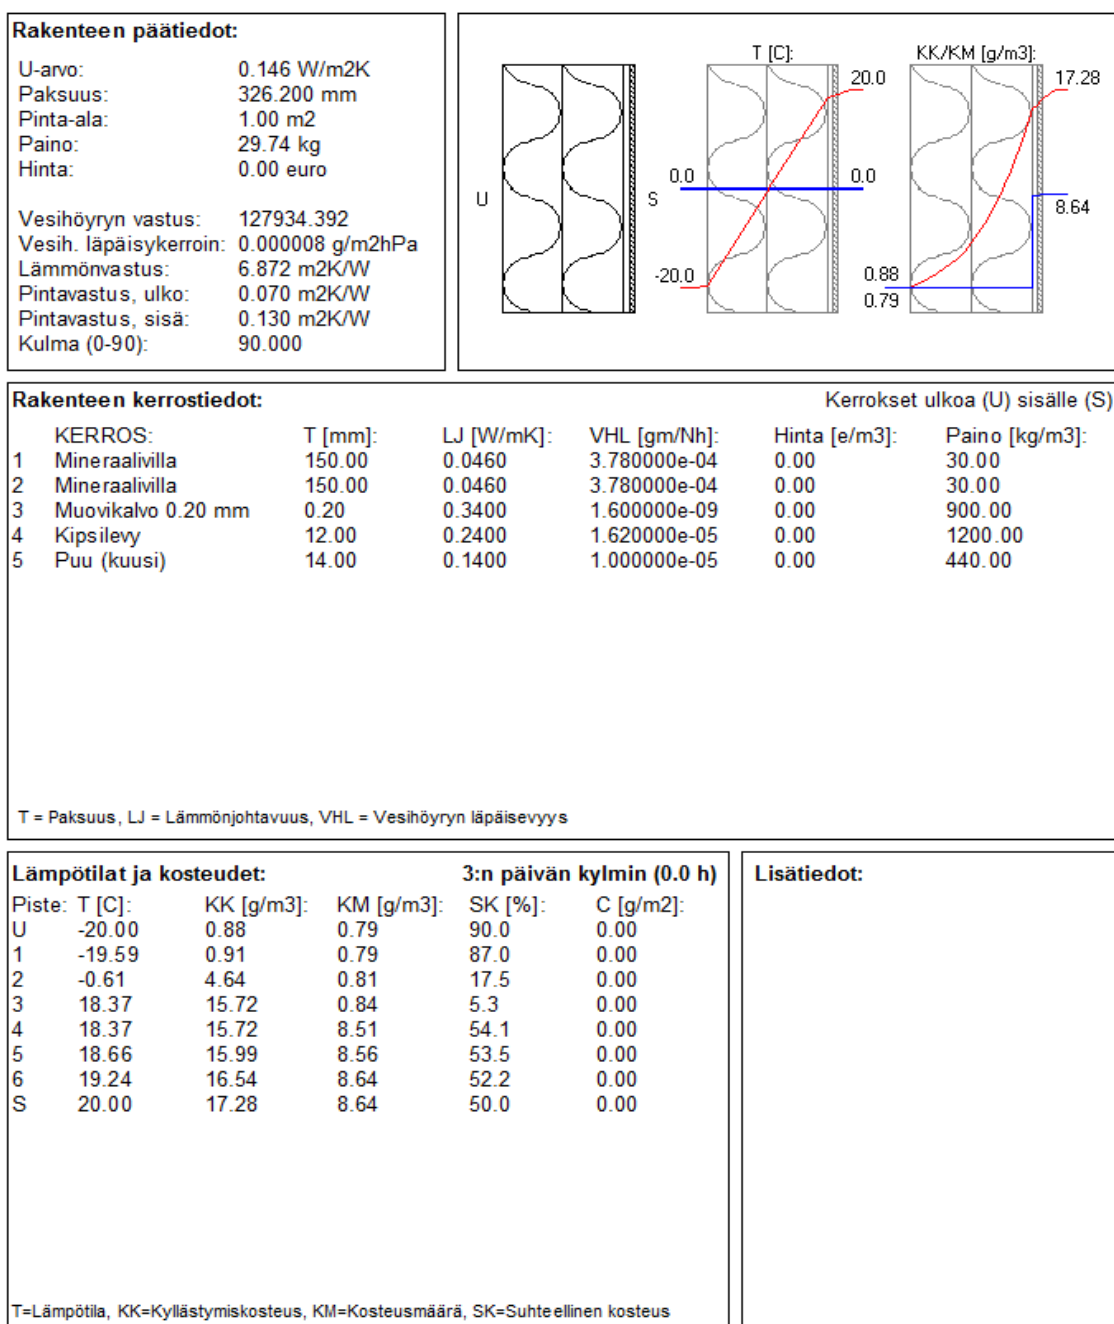 Rakenteen päätiedot:
U-arvo: 0.146 W/m2K
Paksuus: 326.200 mm
Pinta-ala: 1.00 m2
Paino: 29.74 kg
Hinta: 0.00 euro
Vesihöyryn vastus: 127934.392
Vesih. läpäisykerroin: 0.000008 g/m2hPa
Lämmönvastus: 6.872 m2K/W
Pintavastus, ulko: 0.070 m2K/W
Pintavastus, sisä: 0.130 m2K/W
Kulma (0-90): 90.000
T [C]: KK/KM [g/m3]:
20.0 17.28
0.0 0.0
U S 8.64
-20.0 0.88
0.79
Rakenteen kerrostiedot: Kerrokset ulkoa (U) sisälle (S)
KERROS: T [mm]: LJ [W/mK]: VHL [gm/Nh]: Hinta [e/m3]: Paino [kg/m3]:
1 Mineraalivilla 150.00 0.0460 3.780000e-04 0.00 30.00
2 Mineraalivilla 150.00 0.0460 3.780000e-04 0.00 30.00
3 Muovikalvo 0.20 mm 0.20 0.3400 1.600000e-09 0.00 900.00
4 Kipsilevy 12.00 0.2400 1.620000e-05 0.00 1200.00
5 Puu (kuusi) 14.00 0.1400 1.000000e-05 0.00 440.00
T = Paksuus, LJ = Lämmönjohtavuus, VHL = Vesihöyryn läpäisevyys
Lämpötilat ja kosteudet: 3:n päivän kylmin (0.0 h)
Piste: T [C]: KK [g/m3]: KM [g/m3]: SK [%]: C [g/m2]:
U -20.00 0.88 0.79 90.0 0.00
1 -19.59 0.91 0.79 87.0 0.00
2 -0.61 4.64 0.81 17.5 0.00
3 18.37 15.72 0.84 5.3 0.00
4 18.37 15.72 8.51 54.1 0.00
5 18.66 15.99 8.56 53.5 0.00
6 19.24 16.54 8.64 52.2 0.00
S 20.00 17.28 8.64 50.0 0.00
T=Lämpötila, KK=Kyllästymiskosteus, KM=Kosteusmäärä, SK=Suhteellinen kosteus
Lisätiedot: